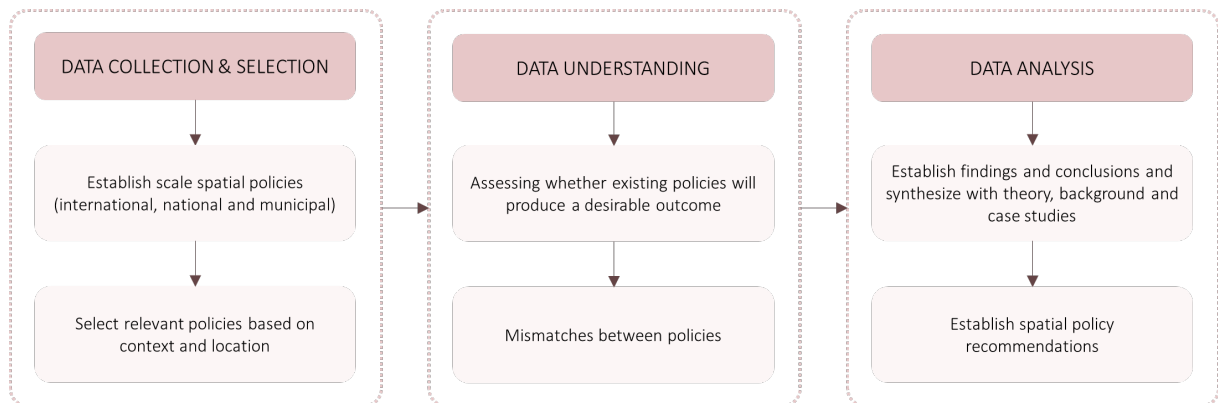 DATA COLLECTION & SELECTION
Establish scale spatial policies
(international, national and municipal)
Select relevant policies based on
context and location
DATA UNDERSTANDING
Assessing whether existing policies will
produce a desirable outcome
Mismatches between policies
DATA ANALYSIS
Establish findings and conclusions and
synthesize with theory, background and
case studies
Establish spatial policy
recommendations